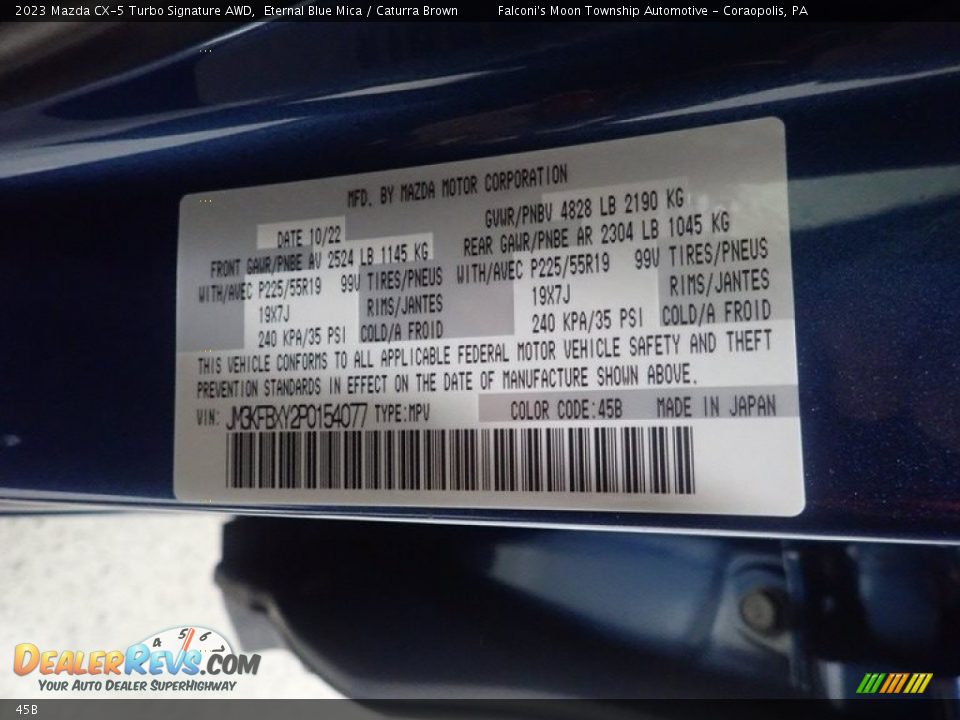 2023 Mazda CX-5 Turbo Signature AWD, Eternal Blue Mica / Caturra Brown Falconi's Moon Township Automotive - Coraopolis, PA
MFD. BY MAZDA MOTOR CORPORATION
DATE 10/22 GVWR/PNBV 4828 LB 2190 KG
FRONT GAWR/PNBE AV 2524 LB 1145 KG REAR GAWR/PNBE AR 2304 LB 1045 KG
WITH/AVEC P225/55R19 99V TIRES/PNEUS WITH/AVEC P225/55R19 99V TIRES/PNEUS
19X7J RIMS/JANTES 19X7J RIMS/JANTES
240 KPA/35 PSI COLD/A FROID 240 KPA/35 PSI COLD/A FROID
THIS VEHICLE CONFORMS TO ALL APPLICABLE FEDERAL MOTOR VEHICLE SAFETY AND THEFT
PREVENTION STANDARDS IN EFFECT ON THE DATE OF MANUFACTURE SHOWN ABOVE.
VIN: JM3KFBXY2P0154077 TYPE:MPV COLOR CODE:45B MADE IN JAPAN
4 5 6
DEALERREVS.COM
YOUR AUTO DEALER SUPERHIGHWAY
45B